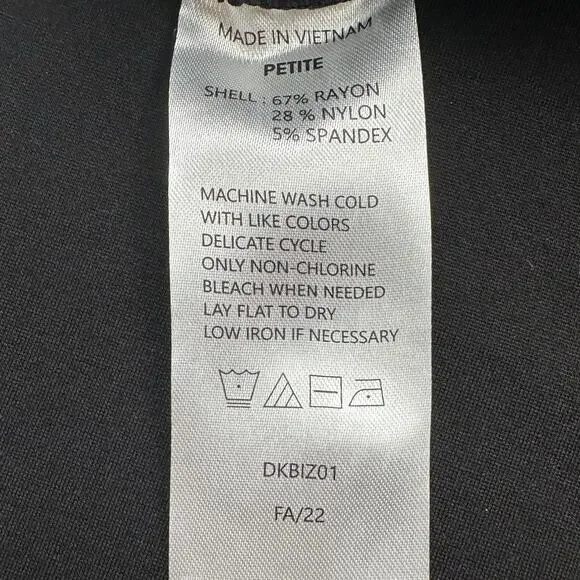 MADE IN VIETNAM
PETITE
SHELL : 67% RAYON
28 % NYLON
5% SPANDEX
MACHINE WASH COLD
WITH LIKE COLORS
DELICATE CYCLE
ONLY NON-CHLORINE
BLEACH WHEN NEEDED
LAY FLAT TO DRY
LOW IRON IF NECESSARY
DKBIZ01
FA/22